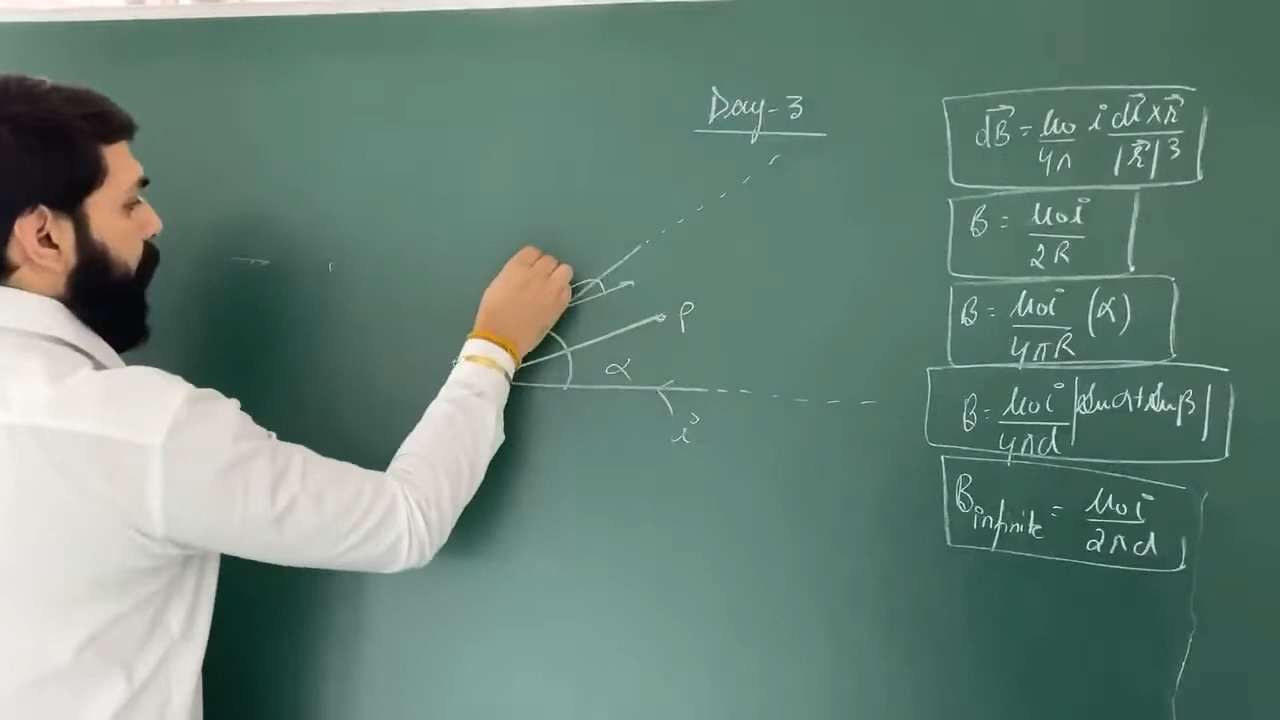 Day-3
P
α
i
dB⃗ = μ₀/4π i dl⃗ × r⃗/|r⃗|³
B = μ₀i/2R
B = μ₀i/4πR (α)
B = μ₀i/4πd |sinα + sinβ|
B infinite = μ₀i/2πd